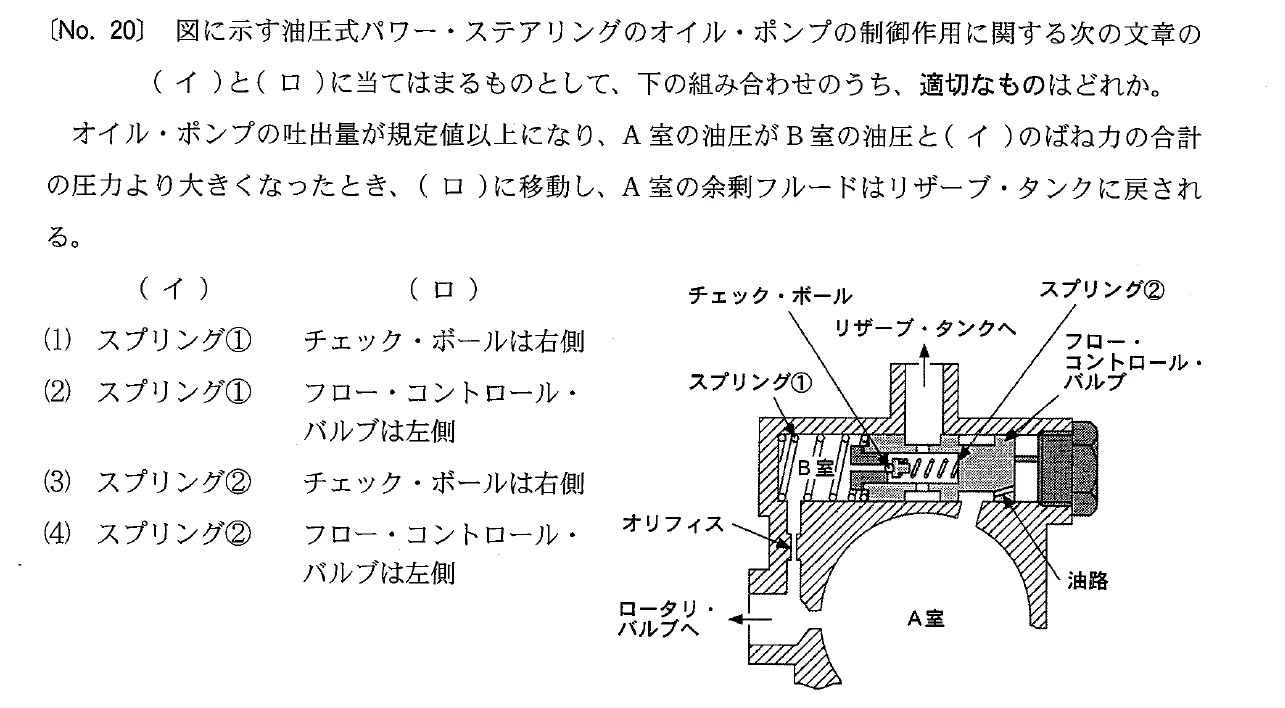 〔No. 20〕 図に示す油圧式パワー・ステアリングのオイル・ポンプの制御作用に関する次の文章の
（ イ ）と（ ロ ）に当てはまるものとして、下の組み合わせのうち、適切なものはどれか。
オイル・ポンプの吐出量が規定値以上になり、A 室の油圧が B 室の油圧と（ イ ）のばね力の合計
の圧力より大きくなったとき、（ ロ ）に移動し、A 室の余剰フルードはリザーブ・タンクに戻され
る。
（ イ ） （ ロ ）
⑴ スプリング① チェック・ボールは右側
⑵ スプリング① フロー・コントロール・
バルブは左側
⑶ スプリング② チェック・ボールは右側
⑷ スプリング② フロー・コントロール・
バルブは左側
チェック・ボール
スプリング②
リザーブ・タンクへ
フロー・
コントロール・
バルブ
スプリング①
B 室
オリフィス
油路
ロータリ・
バルブへ
A 室